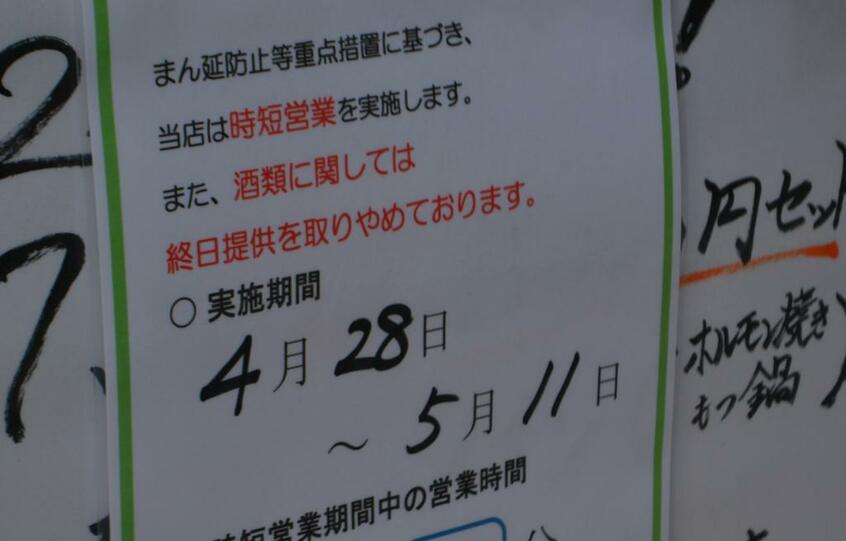 まん延防止等重点措置に基づき、
当店は時短営業を実施します。
また、酒類に関しては
終日提供を取りやめております。
○ 実施期間
4月28日
～ 5月11日
時短営業期間中の営業時間
2
7
!
円セット
ホルモン焼き
もつ鍋